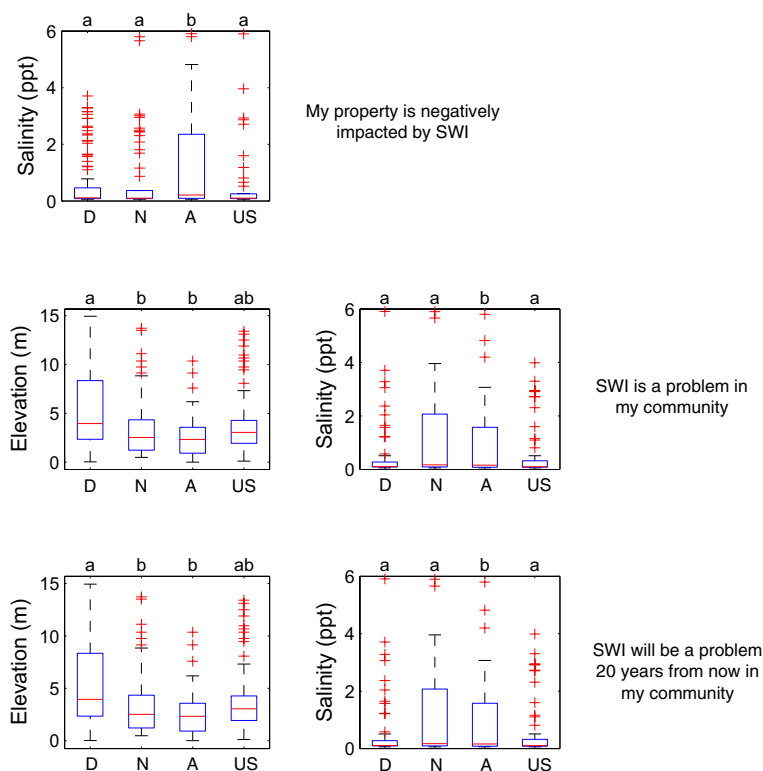 a a b a
Salinity (ppt)
6
4
2
0
D N A US
My property is negatively
impacted by SWI
a b b ab
Elevation (m)
15
10
5
0
D N A US
a a b a
Salinity (ppt)
6
4
2
0
D N A US
SWI is a problem in
my community
a b b ab
Elevation (m)
15
10
5
0
D N A US
a a b a
Salinity (ppt)
6
4
2
0
D N A US
SWI will be a problem
20 years from now in
my community